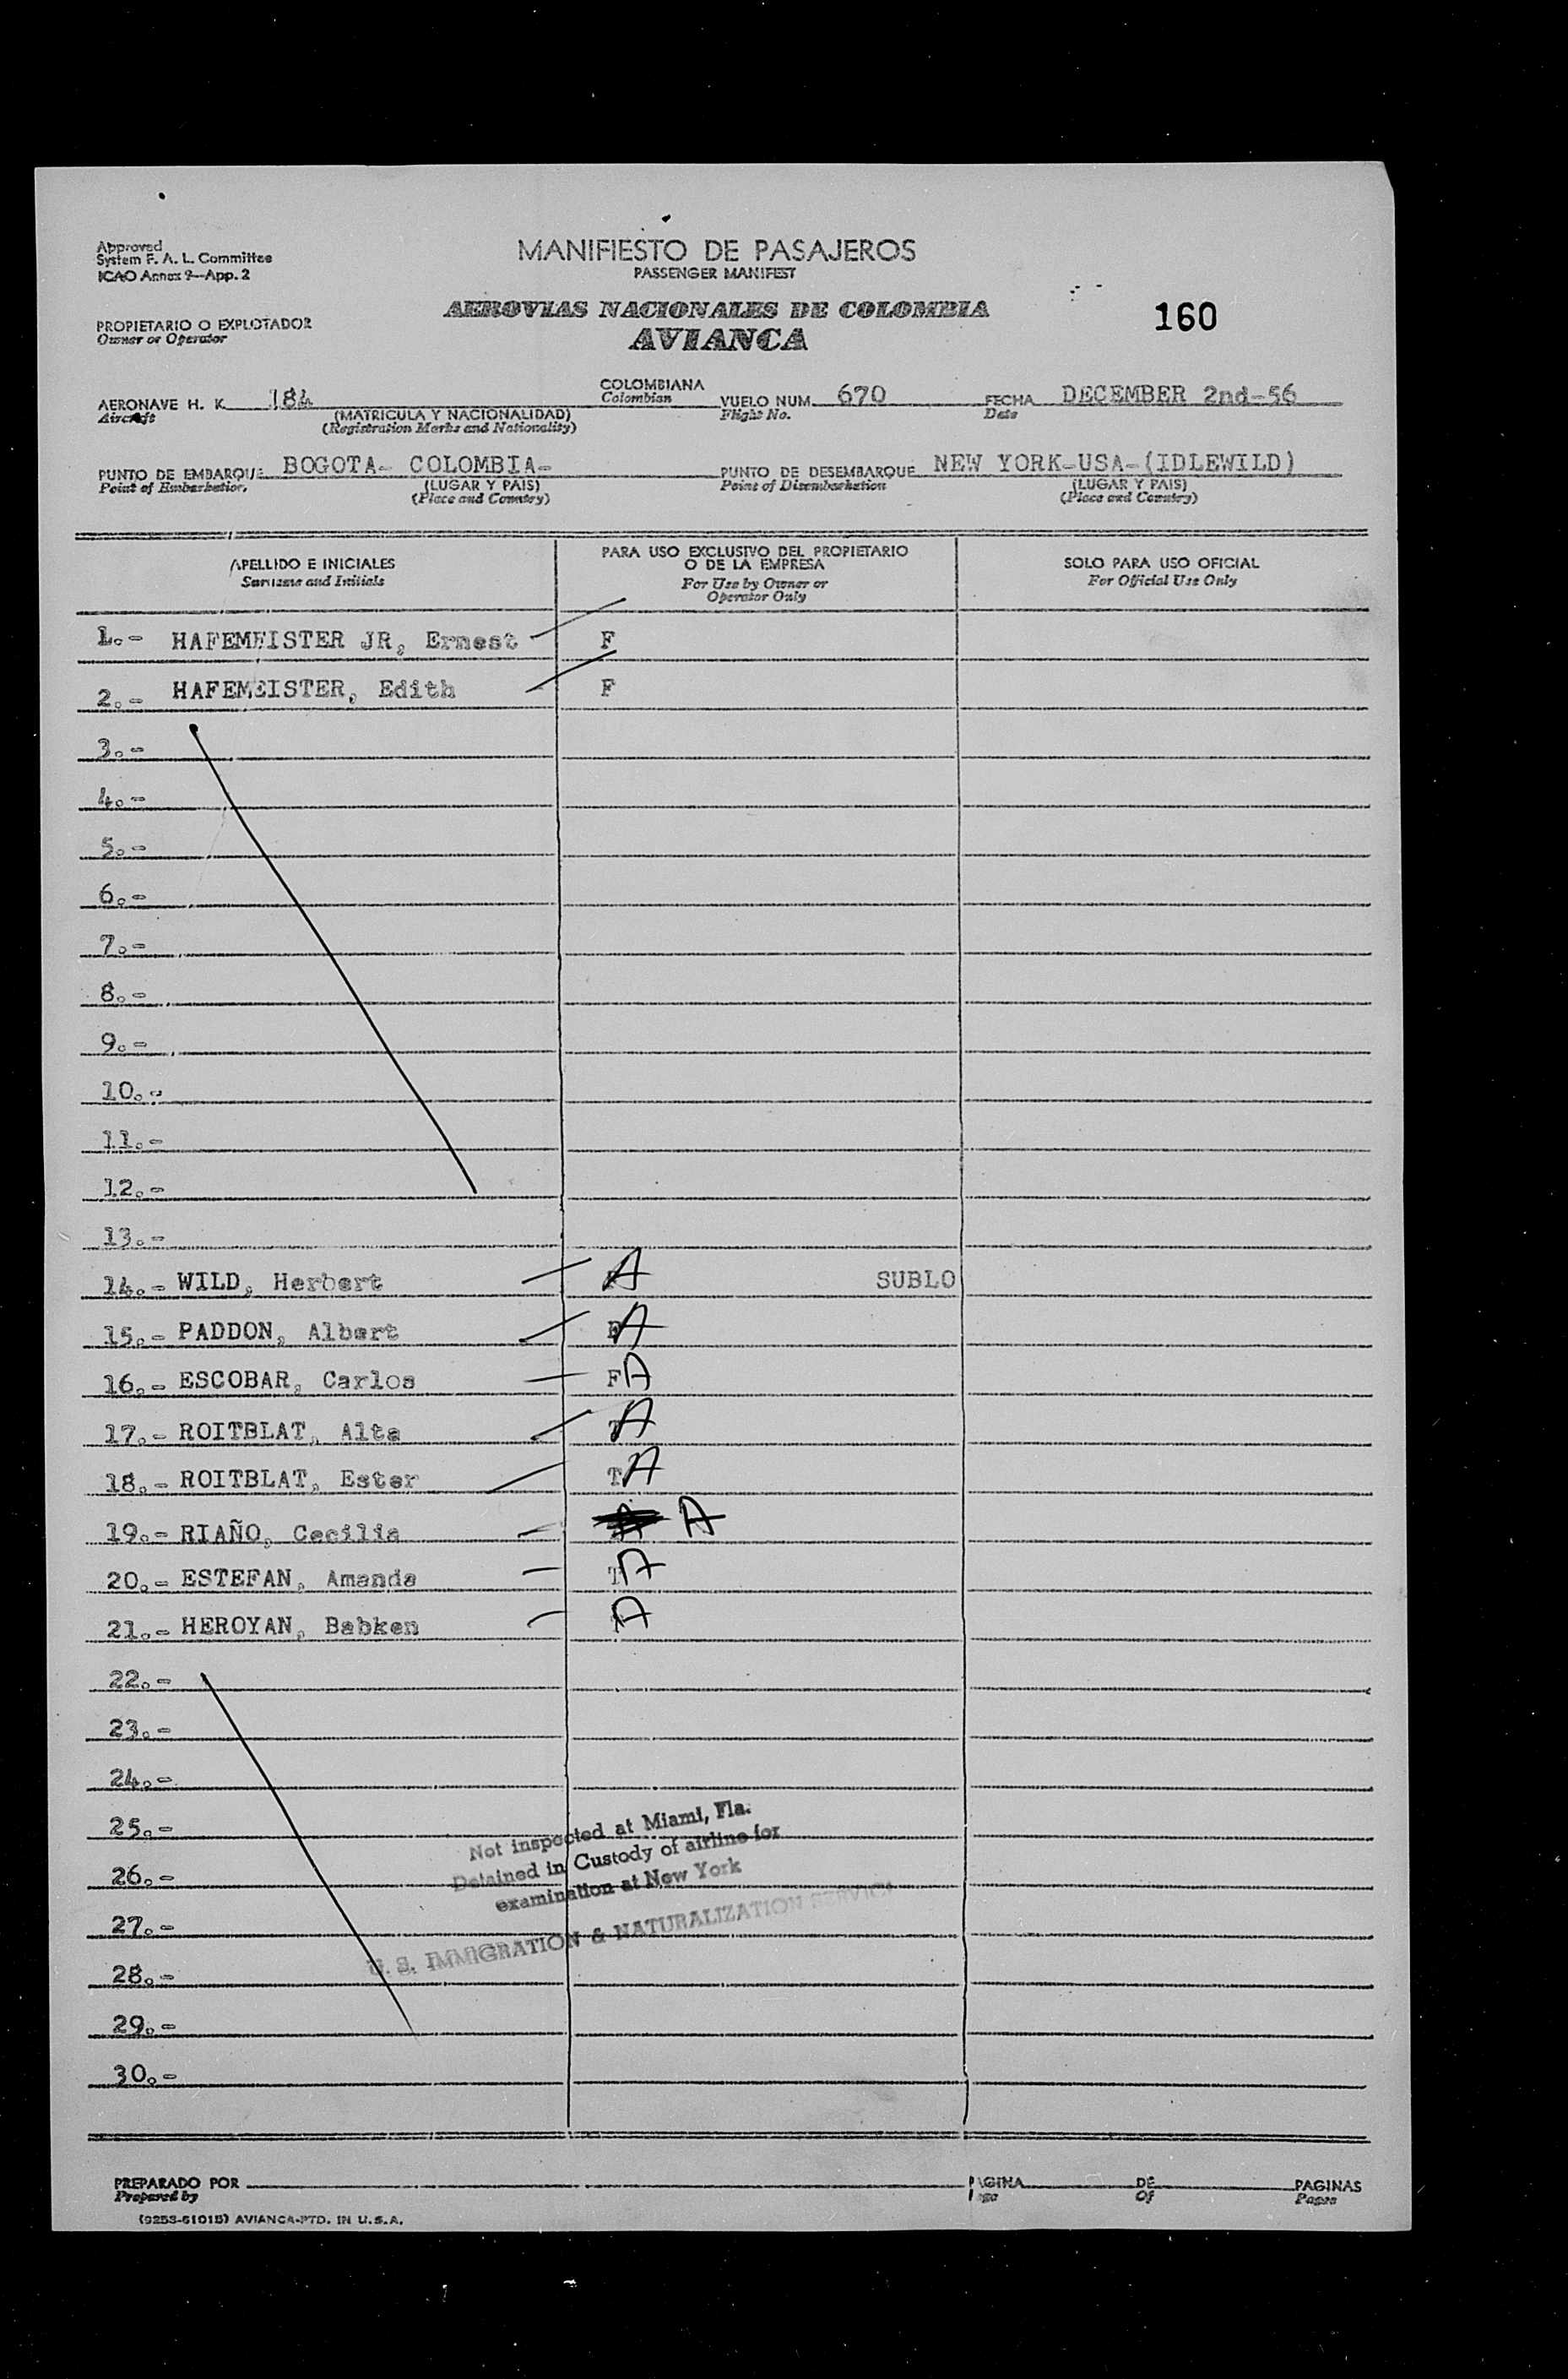 Approved
System F. A. L. Committee
ICAO Annex 9—App. 2
MANIFIESTO DE PASAJEROS
PASSENGER MANIFEST
PROPIETARIO O EXPLOTADOR
Owner or Operator
AEROVIAS NACIONALES DE COLOMBIA
AVIANCA
160
AERONAVE H. K. 184 COLOMBIANA VUELO NUM. 670 FECHA DECEMBER 2nd-56
Aircraft (MATRICULA Y NACIONALIDAD) Colombian Flight No. Date
(Registration Marks and Nationality)
PUNTO DE EMBARQUE BOGOTA- COLOMBIA- PUNTO DE DESEMBARQUE NEW YORK-USA-(IDLEWILD)
Point of Embarkation (LUGAR Y PAIS) Point of Disembarkation (LUGAR Y PAIS)
(Place and Country) (Place and Country)
APELLIDO E INICIALES PARA USO EXCLUSIVO DEL PROPIETARIO O DE LA EMPRESA SOLO PARA USO OFICIAL
Surname and Initials For Use by Owner or Operator Only For Official Use Only
1.- HAFEMEISTER JR, Ernest F
2.- HAFEMEISTER, Edith F
3.-
4.-
5.-
6.-
7.-
8.-
9.-
10.-
11.-
12.-
13.-
14.- WILD, Herbert A SUBLO
15.- PADDON, Albert A
16.- ESCOBAR, Carlos F A
17.- ROITBLAT, Alta T A
18.- ROITBLAT, Ester T A
19.- RIAÑO, Cecilia A
20.- ESTEFAN, Amanda T A
21.- HEROYAN, Babken A
22.-
23.-
24.-
25.-
26.-
27.-
28.-
29.-
30.-
Not inspected at Miami, Fla.
Detained in Custody of airline for
examination at New York
U. S. IMMIGRATION & NATURALIZATION SERVICE
PREPARADO POR PAGINA DE PAGINAS
Prepared by Page Of Pages
(9253-61015) AVIANCA-PTD. IN U.S.A.